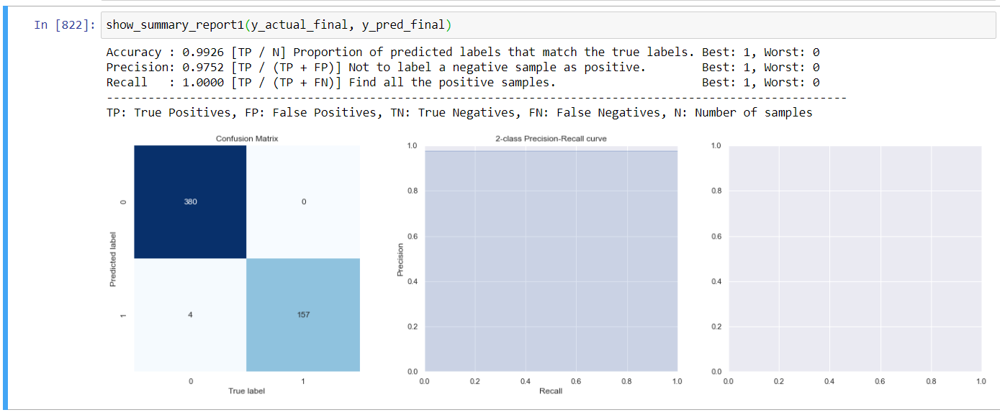 In [822]: show_summary_report1(y_actual_final, y_pred_final)
Accuracy : 0.9926 [TP / N] Proportion of predicted labels that match the true labels. Best: 1, Worst: 0
Precision: 0.9752 [TP / (TP + FP)] Not to label a negative sample as positive. Best: 1, Worst: 0
Recall : 1.0000 [TP / (TP + FN)] Find all the positive samples. Best: 1, Worst: 0
-----------------------------------------------------------------------------------------------------------
TP: True Positives, FP: False Positives, TN: True Negatives, FN: False Negatives, N: Number of samples
Confusion Matrix
Predicted label
0
1
380
0
4
157
0 1
True label
2-class Precision-Recall curve
Precision
1.0
0.8
0.6
0.4
0.2
0.0
0.0 0.2 0.4 0.6 0.8 1.0
Recall
1.0
0.8
0.6
0.4
0.2
0.0
0.0 0.2 0.4 0.6 0.8 1.0